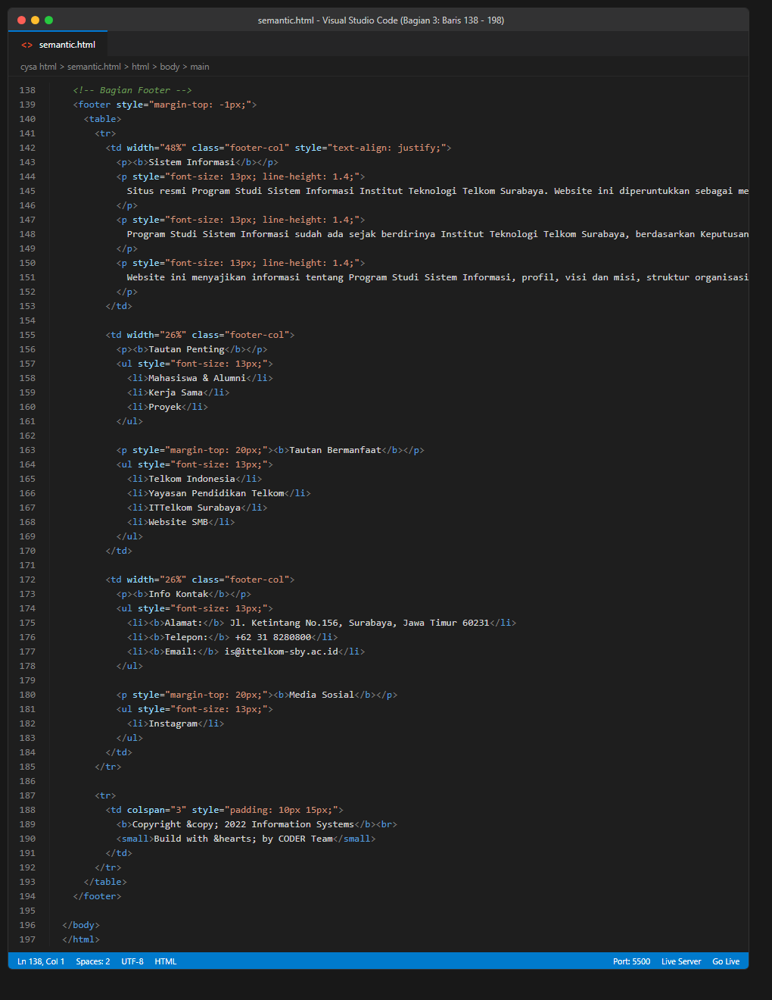 semantic.html - Visual Studio Code (Bagian 3: Baris 138 - 198)
<> semantic.html
cysa html > semantic.html > html > body > main
138 <!-- Bagian Footer -->
139 <footer style="margin-top: -1px;">
140 <table>
141 <tr>
142 <td width="48%" class="footer-col" style="text-align: justify;">
143 <p><b>Sistem Informasi</b></p>
144 <p style="font-size: 13px; line-height: 1.4;">
145 Situs resmi Program Studi Sistem Informasi Institut Teknologi Telkom Surabaya. Website ini diperuntukkan sebagai me
146 </p>
147 <p style="font-size: 13px; line-height: 1.4;">
148 Program Studi Sistem Informasi sudah ada sejak berdirinya Institut Teknologi Telkom Surabaya, berdasarkan Keputusan
149 </p>
150 <p style="font-size: 13px; line-height: 1.4;">
151 Website ini menyajikan informasi tentang Program Studi Sistem Informasi, profil, visi dan misi, struktur organisasi
152 </p>
153 </td>
154
155 <td width="26%" class="footer-col">
156 <p><b>Tautan Penting</b></p>
157 <ul style="font-size: 13px;">
158 <li>Mahasiswa & Alumni</li>
159 <li>Kerja Sama</li>
160 <li>Proyek</li>
161 </ul>
162
163 <p style="margin-top: 20px;"><b>Tautan Bermanfaat</b></p>
164 <ul style="font-size: 13px;">
165 <li>Telkom Indonesia</li>
166 <li>Yayasan Pendidikan Telkom</li>
167 <li>ITTelkom Surabaya</li>
168 <li>Website SMB</li>
169 </ul>
170 </td>
171
172 <td width="26%" class="footer-col">
173 <p><b>Info Kontak</b></p>
174 <ul style="font-size: 13px;">
175 <li><b>Alamat:</b> Jl. Ketintang No.156, Surabaya, Jawa Timur 60231</li>
176 <li><b>Telepon:</b> +62 31 8280800</li>
177 <li><b>Email:</b> is@ittelkom-sby.ac.id</li>
178 </ul>
179
180 <p style="margin-top: 20px;"><b>Media Sosial</b></p>
181 <ul style="font-size: 13px;">
182 <li>Instagram</li>
183 </ul>
184 </td>
185 </tr>
186
187 <tr>
188 <td colspan="3" style="padding: 10px 15px;">
189 <b>Copyright &copy; 2022 Information Systems</b><br>
190 <small>Build with &hearts; by CODER Team</small>
191 </td>
192 </tr>
193 </table>
194 </footer>
195
196 </body>
197 </html>
Ln 138, Col 1 Spaces: 2 UTF-8 HTML Port: 5500 Live Server Go Live